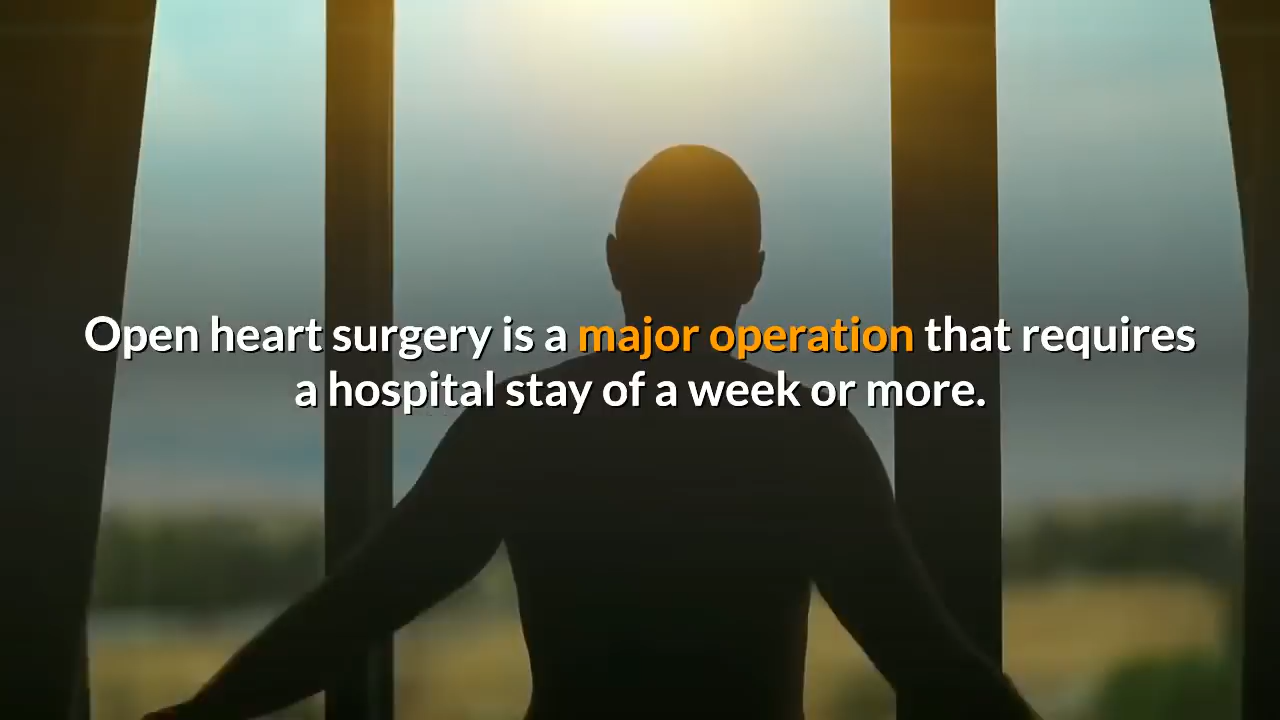 Open heart surgery is a major operation that requires
a hospital stay of a week or more.